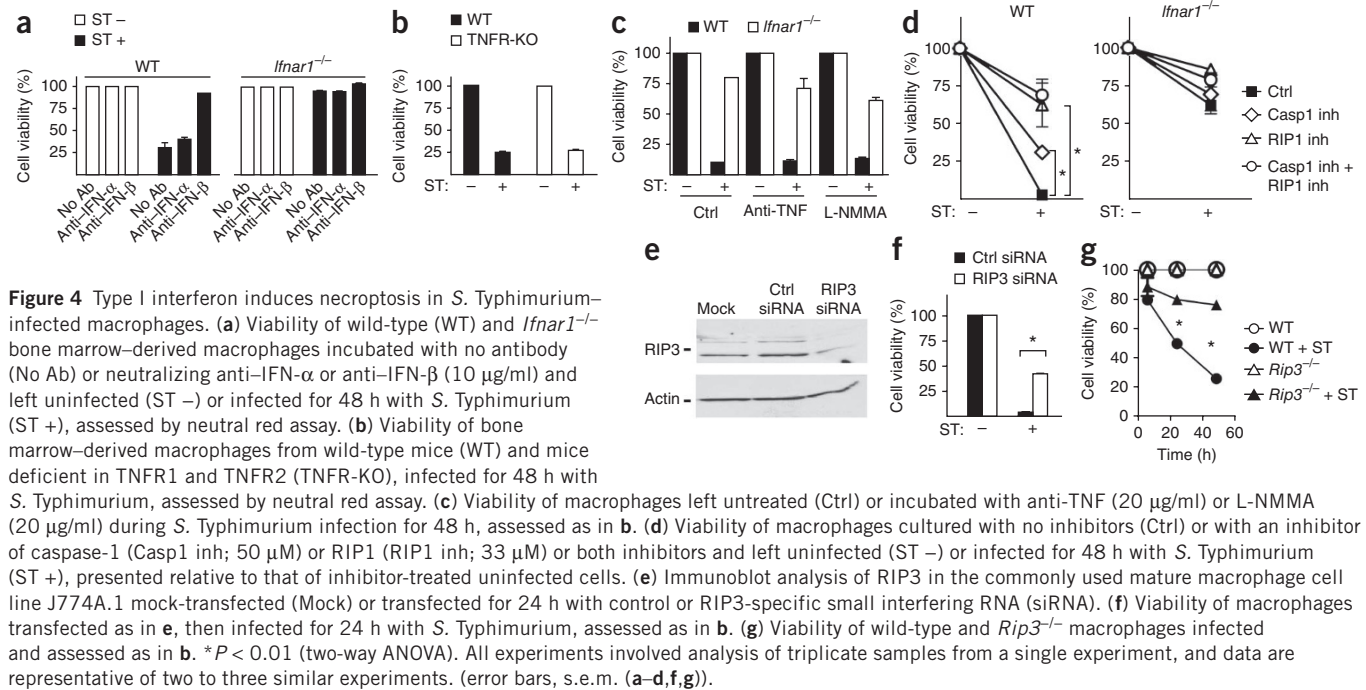 a
ST –
ST +
WT
Ifnar1–/–
Cell viability (%)
100
75
50
25
No Ab
Anti–IFN-α
Anti–IFN-β
No Ab
Anti–IFN-α
Anti–IFN-β
No Ab
Anti–IFN-α
Anti–IFN-β
No Ab
Anti–IFN-α
Anti–IFN-β
b
WT
TNFR-KO
Cell viability (%)
100
75
50
25
ST: – + – +
c
WT Ifnar1–/–
Cell viability (%)
100
75
50
25
ST: – + – + – +
Ctrl Anti-TNF L-NMMA
d
WT
Ifnar1–/–
Cell viability (%)
100
75
50
25
*
*
ST: – +
100
75
50
25
ST: – +
Ctrl
Casp1 inh
RIP1 inh
Casp1 inh +
RIP1 inh
e
Mock
Ctrl
siRNA
RIP3
siRNA
RIP3
Actin
f
Ctrl siRNA
RIP3 siRNA
Cell viability (%)
100
75
50
25
*
ST: – +
g
Cell viability (%)
100
80
60
40
20
0
*
*
0 20 40 60
Time (h)
WT
WT + ST
Rip3–/–
Rip3–/– + ST
Figure 4 Type I interferon induces necroptosis in S. Typhimurium–
infected macrophages. (a) Viability of wild-type (WT) and Ifnar1–/–
bone marrow–derived macrophages incubated with no antibody
(No Ab) or neutralizing anti–IFN-α or anti–IFN-β (10 μg/ml) and
left uninfected (ST –) or infected for 48 h with S. Typhimurium
(ST +), assessed by neutral red assay. (b) Viability of bone
marrow–derived macrophages from wild-type mice (WT) and mice
deficient in TNFR1 and TNFR2 (TNFR-KO), infected for 48 h with
S. Typhimurium, assessed by neutral red assay. (c) Viability of macrophages left untreated (Ctrl) or incubated with anti-TNF (20 μg/ml) or L-NMMA
(20 μg/ml) during S. Typhimurium infection for 48 h, assessed as in b. (d) Viability of macrophages cultured with no inhibitors (Ctrl) or with an inhibitor
of caspase-1 (Casp1 inh; 50 μM) or RIP1 (RIP1 inh; 33 μM) or both inhibitors and left uninfected (ST –) or infected for 48 h with S. Typhimurium
(ST +), presented relative to that of inhibitor-treated uninfected cells. (e) Immunoblot analysis of RIP3 in the commonly used mature macrophage cell
line J774A.1 mock-transfected (Mock) or transfected for 24 h with control or RIP3-specific small interfering RNA (siRNA). (f) Viability of macrophages
transfected as in e, then infected for 24 h with S. Typhimurium, assessed as in b. (g) Viability of wild-type and Rip3–/– macrophages infected
and assessed as in b. *P < 0.01 (two-way ANOVA). All experiments involved analysis of triplicate samples from a single experiment, and data are
representative of two to three similar experiments. (error bars, s.e.m. (a–d,f,g)).